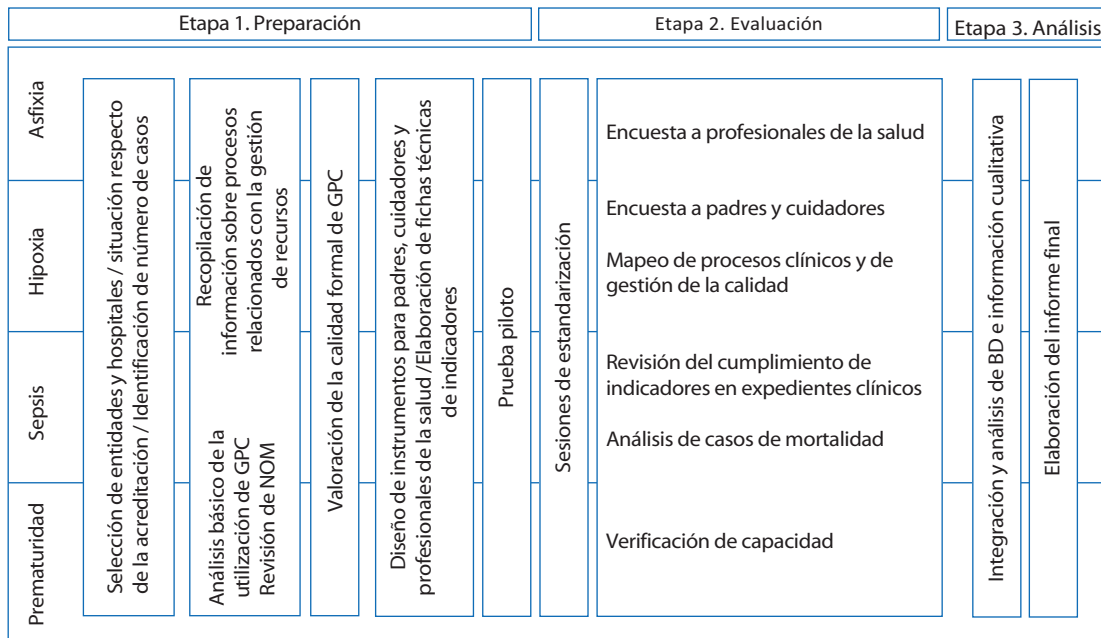 Etapa 1. Preparación
Etapa 2. Evaluación
Etapa 3. Análisis
Asfixia
Hipoxia
Sepsis
Prematuridad
Selección de entidades y hospitales / situación respecto
de la acreditación / Identificación de número de casos
Recopilación de
información sobre procesos
relacionados con la gestión
de recursos
Análisis básico de la
utilización de GPC
Revisión de NOM
Valoración de la calidad formal de GPC
Diseño de instrumentos para padres, cuidadores y
profesionales de la salud /Elaboración de fichas técnicas
de indicadores
Prueba piloto
Sesiones de estandarización
Encuesta a profesionales de la salud
Encuesta a padres y cuidadores
Mapeo de procesos clínicos y de
gestión de la calidad
Revisión del cumplimiento de
indicadores en expedientes clínicos
Análisis de casos de mortalidad
Verificación de capacidad
Integración y análisis de BD e información cualitativa
Elaboración del informe final